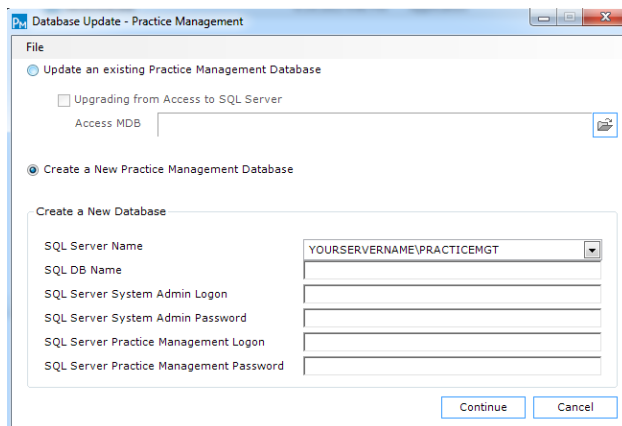 PM Database Update - Practice Management
File
Update an existing Practice Management Database
Upgrading from Access to SQL Server
Access MDB
Create a New Practice Management Database
Create a New Database
SQL Server Name YOURSERVERNAME\PRACTICEMGT
SQL DB Name
SQL Server System Admin Logon
SQL Server System Admin Password
SQL Server Practice Management Logon
SQL Server Practice Management Password
Continue Cancel